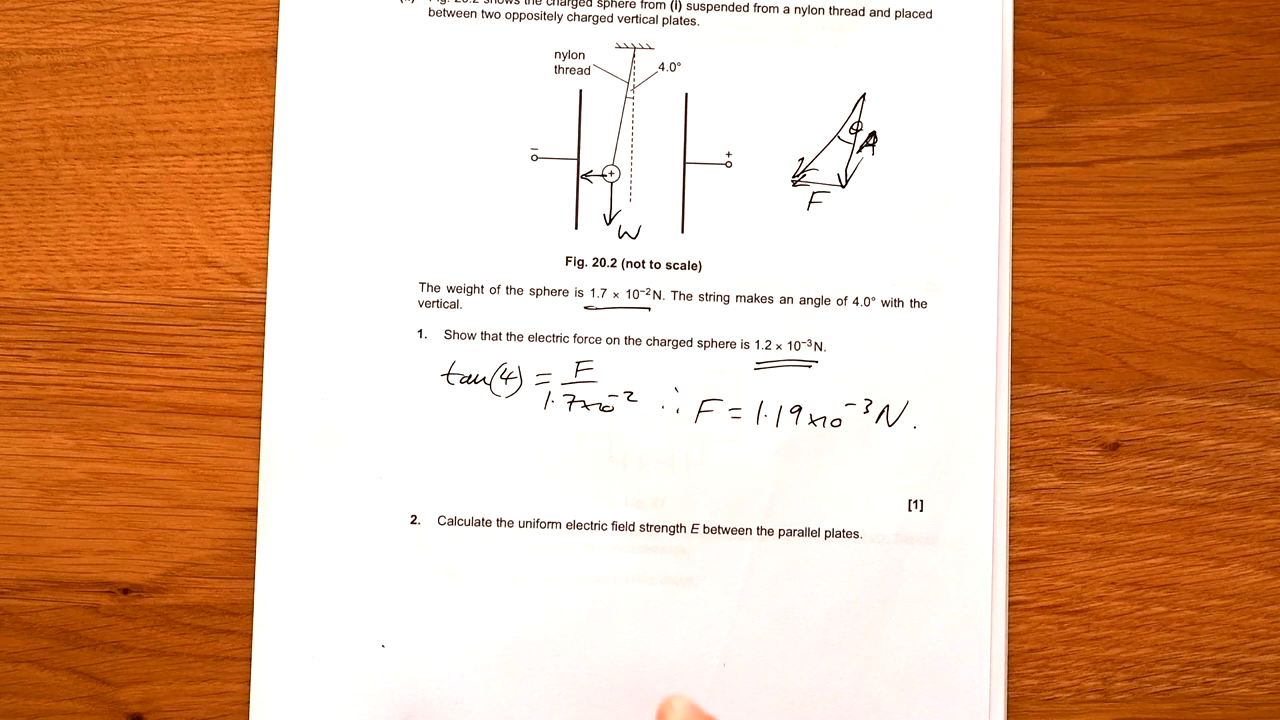 Fig. 20.2 shows the charged sphere from (i) suspended from a nylon thread and placed
between two oppositely charged vertical plates.
nylon
thread
4.0°
–
+
+
θ
A
F
W
Fig. 20.2 (not to scale)
The weight of the sphere is 1.7 × 10⁻²N. The string makes an angle of 4.0° with the
vertical.
1. Show that the electric force on the charged sphere is 1.2 × 10⁻³N.
tan(4) = F / 1.7×10⁻² ∴ F = 1.19×10⁻³N.
[1]
2. Calculate the uniform electric field strength E between the parallel plates.